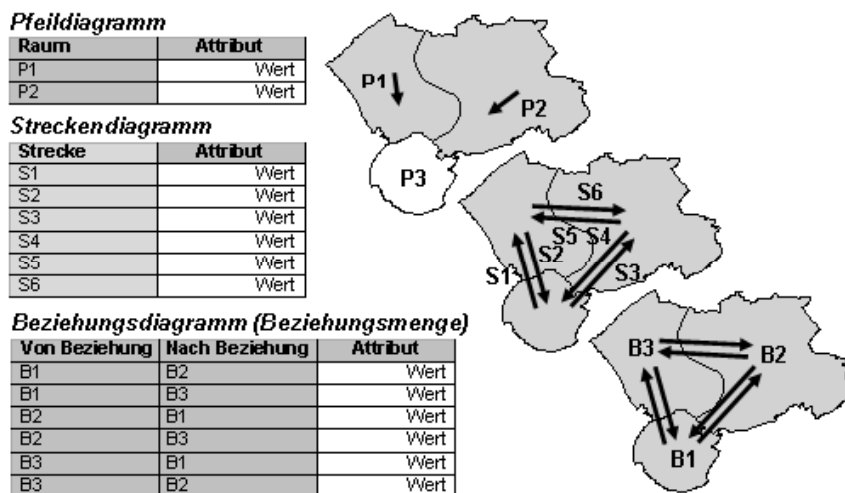 Pfeildiagramm
Raum Attribut
P1 Wert
P2 Wert
Streckendiagramm
Strecke Attribut
S1 Wert
S2 Wert
S3 Wert
S4 Wert
S5 Wert
S6 Wert
Beziehungsdiagramm (Beziehungsmenge)
Von Beziehung Nach Beziehung Attribut
B1 B2 Wert
B1 B3 Wert
B2 B1 Wert
B2 B3 Wert
B3 B1 Wert
B3 B2 Wert
P1
P2
P3
S6
S5 S4
S2
S1 S3
B3 B2
B1